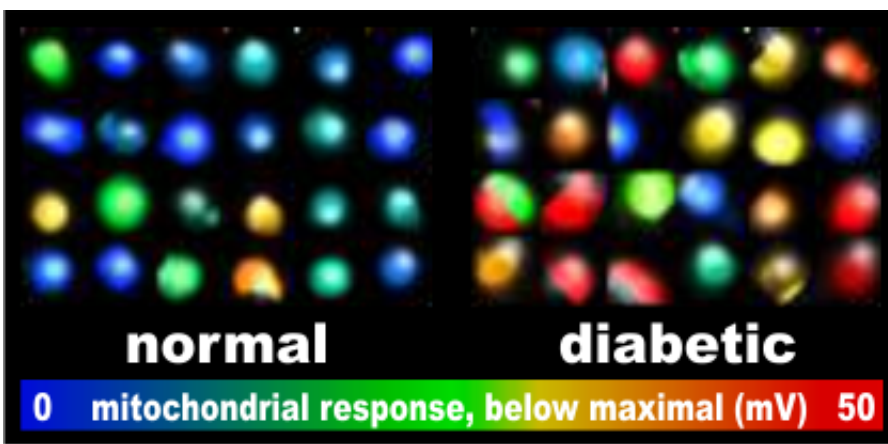 normal diabetic
0 mitochondrial response, below maximal (mV) 50